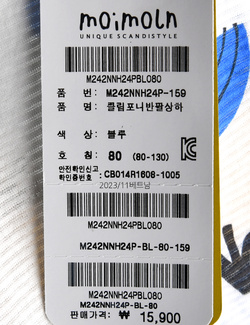 moimoln
UNIQUE SCANDISTYLE
M242NNH24PBL080
품 번: M242NNH24P-159
품 명: 클림포니반팔상하
색 상: 블루
호 칭: 80 (80-130)
안전확인신고
확인증번호 : CB014R1608-1005
2023/11베트남
M242NNH24PBL080
M242NNH24P-BL-80-159
M242NNH24PBL080
M242NNH24P-BL-80
판매가격: ₩ 15,900